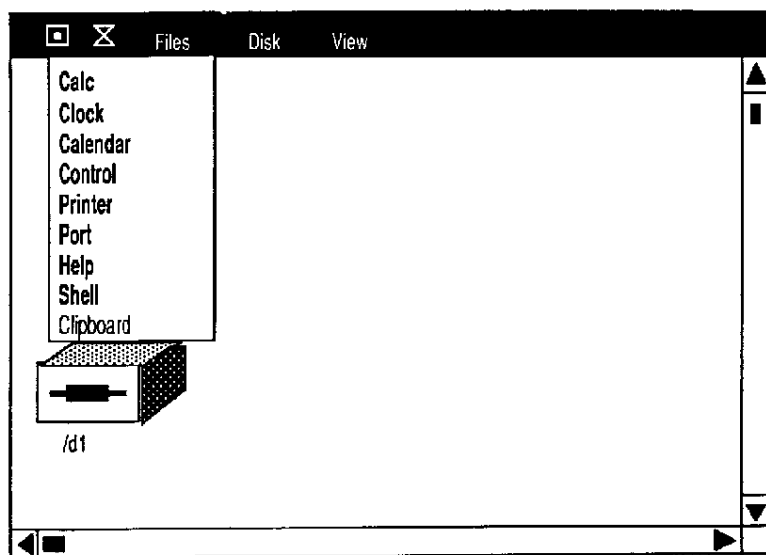 Files Disk View
Calc
Clock
Calendar
Control
Printer
Port
Help
Shell
Clipboard
/d1